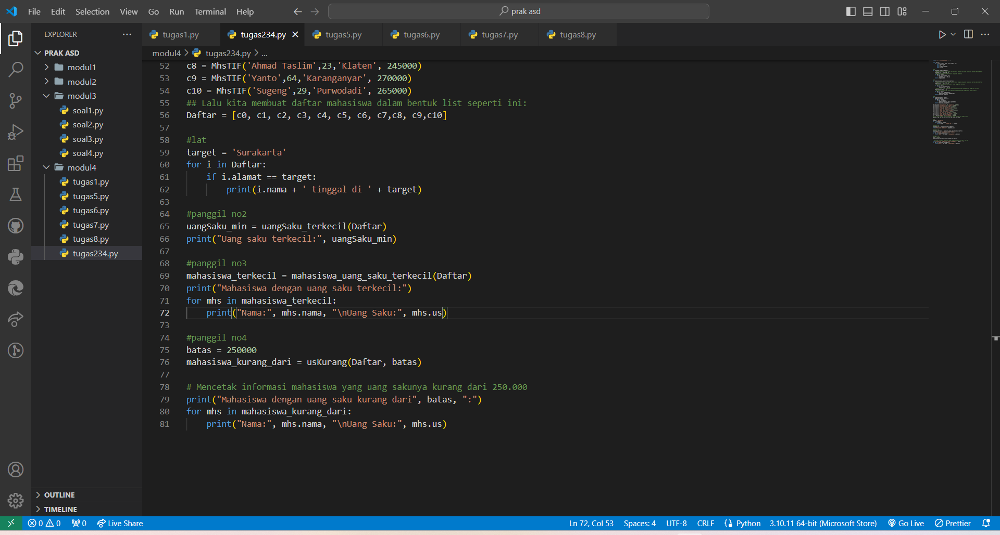 File Edit Selection View Go Run Terminal Help prak asd
EXPLORER
PRAK ASD
modul1
modul2
modul3
soal1.py
soal2.py
soal3.py
soal4.py
modul4
tugas1.py
tugas5.py
tugas6.py
tugas7.py
tugas8.py
tugas234.py
OUTLINE
TIMELINE
tugas1.py tugas234.py tugas5.py tugas6.py tugas7.py tugas8.py
modul4 > tugas234.py > ...
52 c8 = MhsTIF('Ahmad Taslim',23,'Klaten', 245000)
53 c9 = MhsTIF('Yanto',64,'Karanganyar', 270000)
54 c10 = MhsTIF('Sugeng',29,'Purwodadi', 265000)
55 ## Lalu kita membuat daftar mahasiswa dalam bentuk list seperti ini:
56 Daftar = [c0, c1, c2, c3, c4, c5, c6, c7,c8, c9,c10]
57
58 #lat
59 target = 'Surakarta'
60 for i in Daftar:
61     if i.alamat == target:
62         print(i.nama + ' tinggal di ' + target)
63
64 #panggil no2
65 uangSaku_min = uangSaku_terkecil(Daftar)
66 print("Uang saku terkecil:", uangSaku_min)
67
68 #panggil no3
69 mahasiswa_terkecil = mahasiswa_uang_saku_terkecil(Daftar)
70 print("Mahasiswa dengan uang saku terkecil:")
71 for mhs in mahasiswa_terkecil:
72     print("Nama:", mhs.nama, "\nUang Saku:", mhs.us)
73
74 #panggil no4
75 batas = 250000
76 mahasiswa_kurang_dari = usKurang(Daftar, batas)
77
78 # Mencetak informasi mahasiswa yang uang sakunya kurang dari 250.000
79 print("Mahasiswa dengan uang saku kurang dari", batas, ":")
80 for mhs in mahasiswa_kurang_dari:
81     print("Nama:", mhs.nama, "\nUang Saku:", mhs.us)
0 0 0 Live Share Ln 72, Col 53 Spaces: 4 UTF-8 CRLF Python 3.10.11 64-bit (Microsoft Store) Go Live Prettier